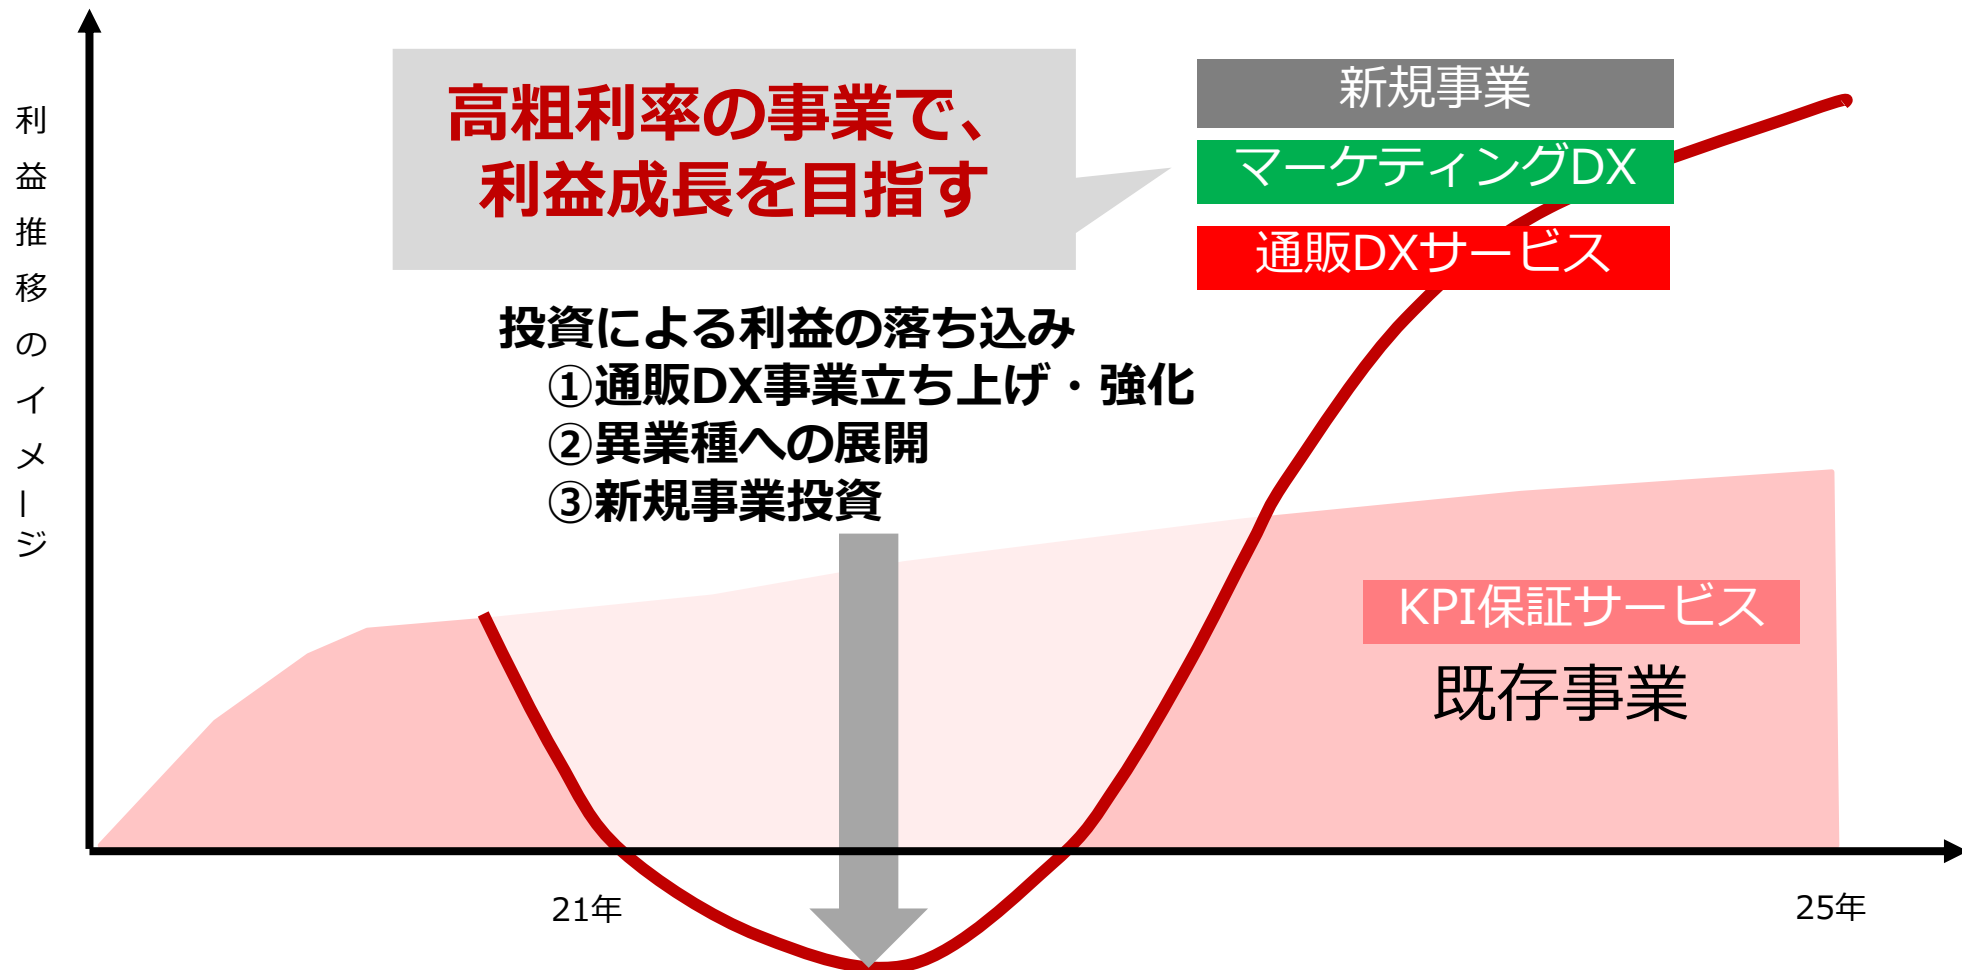 利益推移のイメージ
高粗利率の事業で、
利益成長を目指す
新規事業
マーケティングDX
通販DXサービス
投資による利益の落ち込み
①通販DX事業立ち上げ・強化
②異業種への展開
③新規事業投資
KPI保証サービス
既存事業
21年
25年